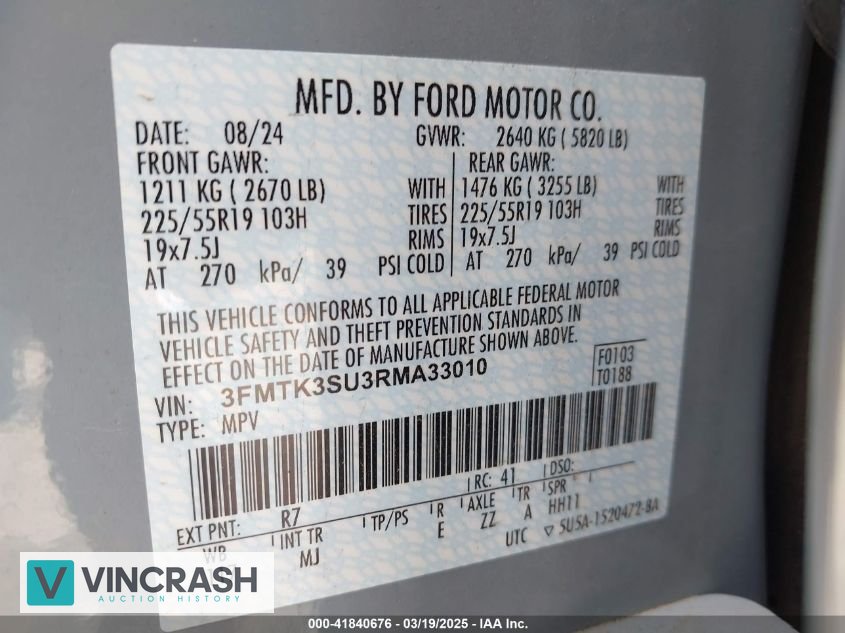 MFD. BY FORD MOTOR CO.
DATE: 08/24 GVWR: 2640 KG ( 5820 LB)
FRONT GAWR: REAR GAWR:
1211 KG ( 2670 LB) WITH 1476 KG ( 3255 LB) WITH
225/55R19 103H TIRES 225/55R19 103H TIRES
19x7.5J RIMS 19x7.5J RIMS
AT 270 kPa/ 39 PSI COLD AT 270 kPa/ 39 PSI COLD
THIS VEHICLE CONFORMS TO ALL APPLICABLE FEDERAL MOTOR
VEHICLE SAFETY AND THEFT PREVENTION STANDARDS IN
EFFECT ON THE DATE OF MANUFACTURE SHOWN ABOVE.
VIN: 3FMTK3SU3RMA33010 F0103
TYPE: MPV T0188
RC: 41 DSO:
EXT PNT: R7
WB INT TR TP/PS R AXLE TR SPR
MJ E ZZ A HH11
UTC 5U5A-1520472-BA
VINCRASH
AUCTION HISTORY
000-41840676 - 03/19/2025 - IAA Inc.